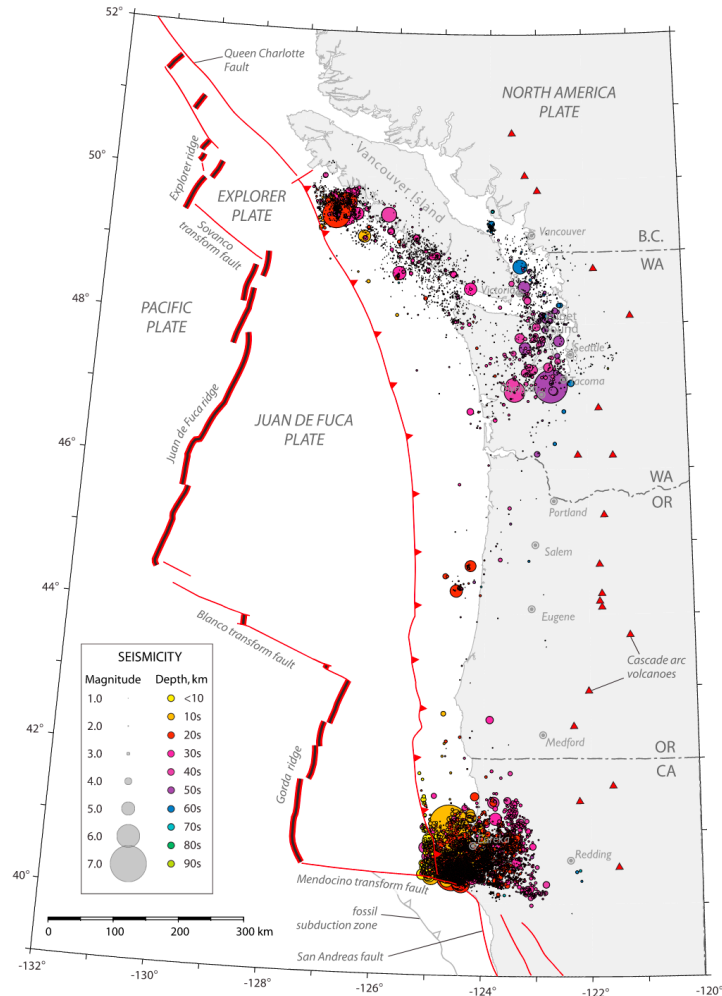 52°
Queen Charlotte
Fault
NORTH AMERICA
PLATE
50°
Explorer ridge
Vancouver Island
EXPLORER
PLATE
Sovanco
transform fault
Vancouver
B.C.
WA
48°
PACIFIC
PLATE
Victoria
Puget
Sound
Seattle
Tacoma
Juan de Fuca ridge
JUAN DE FUCA
PLATE
46°
WA
OR
Portland
Salem
44°
Blanco transform fault
Eugene
SEISMICITY
Magnitude
Depth, km
1.0
<10
2.0
10s
3.0
20s
4.0
30s
5.0
40s
6.0
50s
7.0
60s
70s
80s
90s
Cascade arc
volcanoes
42°
Medford
OR
CA
Gorda ridge
Eureka
Redding
40°
Mendocino transform fault
fossil
subduction zone
San Andreas fault
0
100
200
300 km
-132°
-130°
-128°
-126°
-124°
-122°
-120°